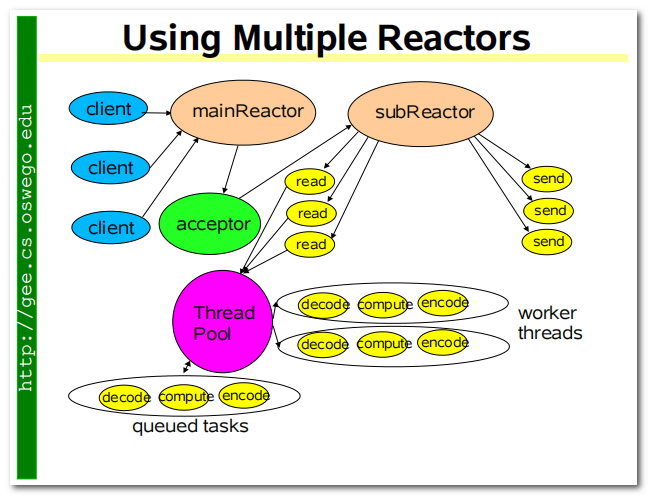 Using Multiple Reactors
http://gee.cs.oswego.edu
client
mainReactor
subReactor
client
client
acceptor
read
read
read
send
send
send
Thread
Pool
decode compute encode
decode compute encode
worker
threads
decode compute encode
queued tasks